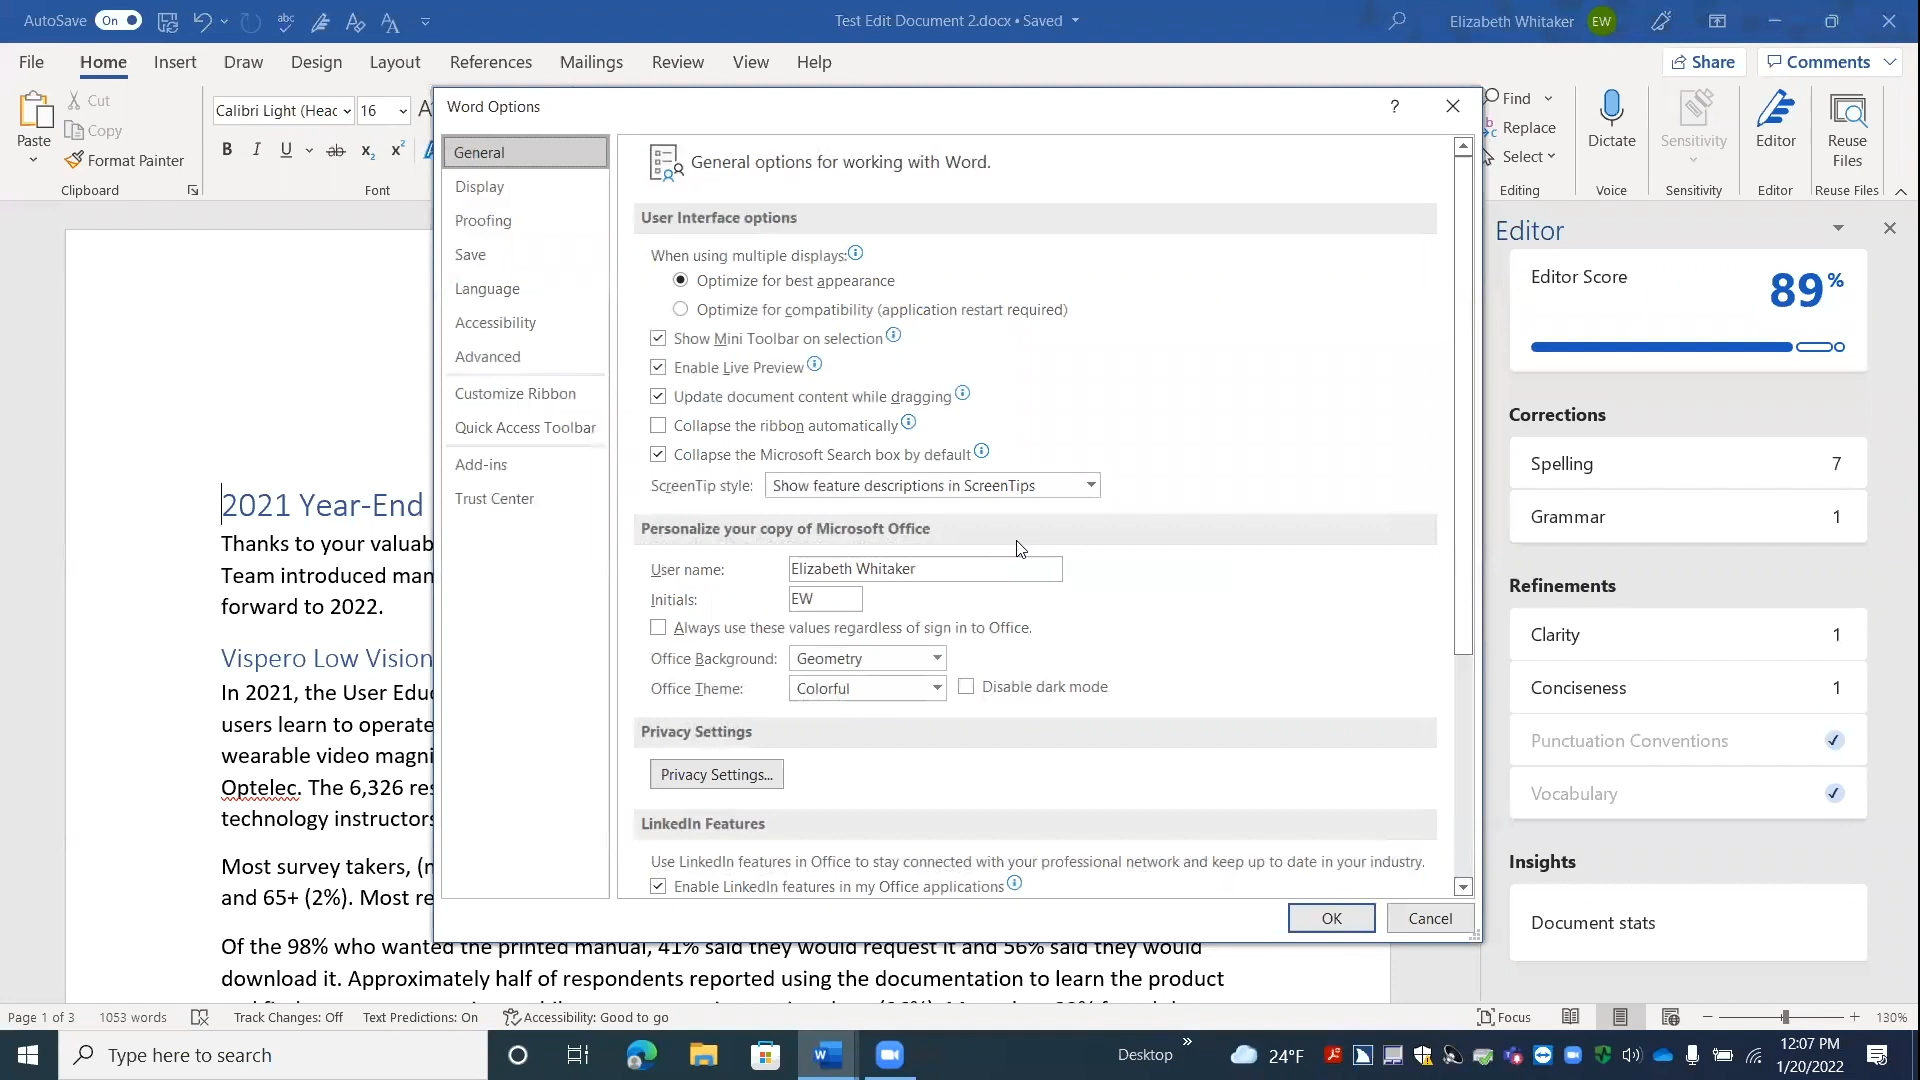 AutoSave On
Test Edit Document 2.docx • Saved
Elizabeth Whitaker EW
File Home Insert Draw Design Layout References Mailings Review View Help
Share Comments
Paste
Cut
Copy
Format Painter
Clipboard
Calibri Light (Head 16
B I U ab x₂ x²
Font
Find
Replace
Select
Editing
Dictate
Voice
Sensitivity
Sensitivity
Editor
Editor
Reuse Files
Reuse Files
Word Options
General
Display
Proofing
Save
Language
Accessibility
Advanced
Customize Ribbon
Quick Access Toolbar
Add-ins
Trust Center
General options for working with Word.
User Interface options
When using multiple displays:
Optimize for best appearance
Optimize for compatibility (application restart required)
Show Mini Toolbar on selection
Enable Live Preview
Update document content while dragging
Collapse the ribbon automatically
Collapse the Microsoft Search box by default
ScreenTip style: Show feature descriptions in ScreenTips
Personalize your copy of Microsoft Office
User name: Elizabeth Whitaker
Initials: EW
Always use these values regardless of sign in to Office.
Office Background: Geometry
Office Theme: Colorful Disable dark mode
Privacy Settings
Privacy Settings...
LinkedIn Features
Use LinkedIn features in Office to stay connected with your professional network and keep up to date in your industry.
Enable LinkedIn features in my Office applications
OK Cancel
2021 Year-End
Thanks to your
Team introduced
forward to 2022.
Vispero Low Vision
In 2021, the User
users learn to operate
wearable video
Optelec. The 6,326
technology instructors
Most survey takers,
and 65+ (2%). Most
Of the 98% who wanted the printed manual, 41% said they would request it and 56% said they would
download it. Approximately half of respondents reported using the documentation to learn the product
Editor
Editor Score 89%
Corrections
Spelling 7
Grammar 1
Refinements
Clarity 1
Conciseness 1
Punctuation Conventions
Vocabulary
Insights
Document stats
Page 1 of 3 1053 words Track Changes: Off Text Predictions: On Accessibility: Good to go Focus 130%
Type here to search
Desktop 24°F
12:07 PM
1/20/2022